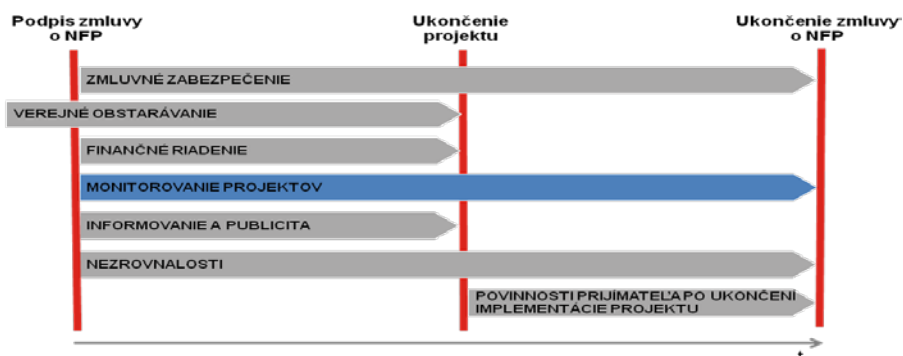 Podpis zmluvy
o NFP
Ukončenie
projektu
Ukončenie zmluvy
o NFP
ZMLUVNÉ ZABEZPEČENIE
VEREJNÉ OBSTARÁVANIE
FINANČNÉ RIADENIE
MONITOROVANIE PROJEKTOV
INFORMOVANIE A PUBLICITA
NEZROVNALOSTI
POVINNOSTI PRIJÍMATEĽA PO UKONČENÍ
IMPLEMENTÁCIE PROJEKTU
t